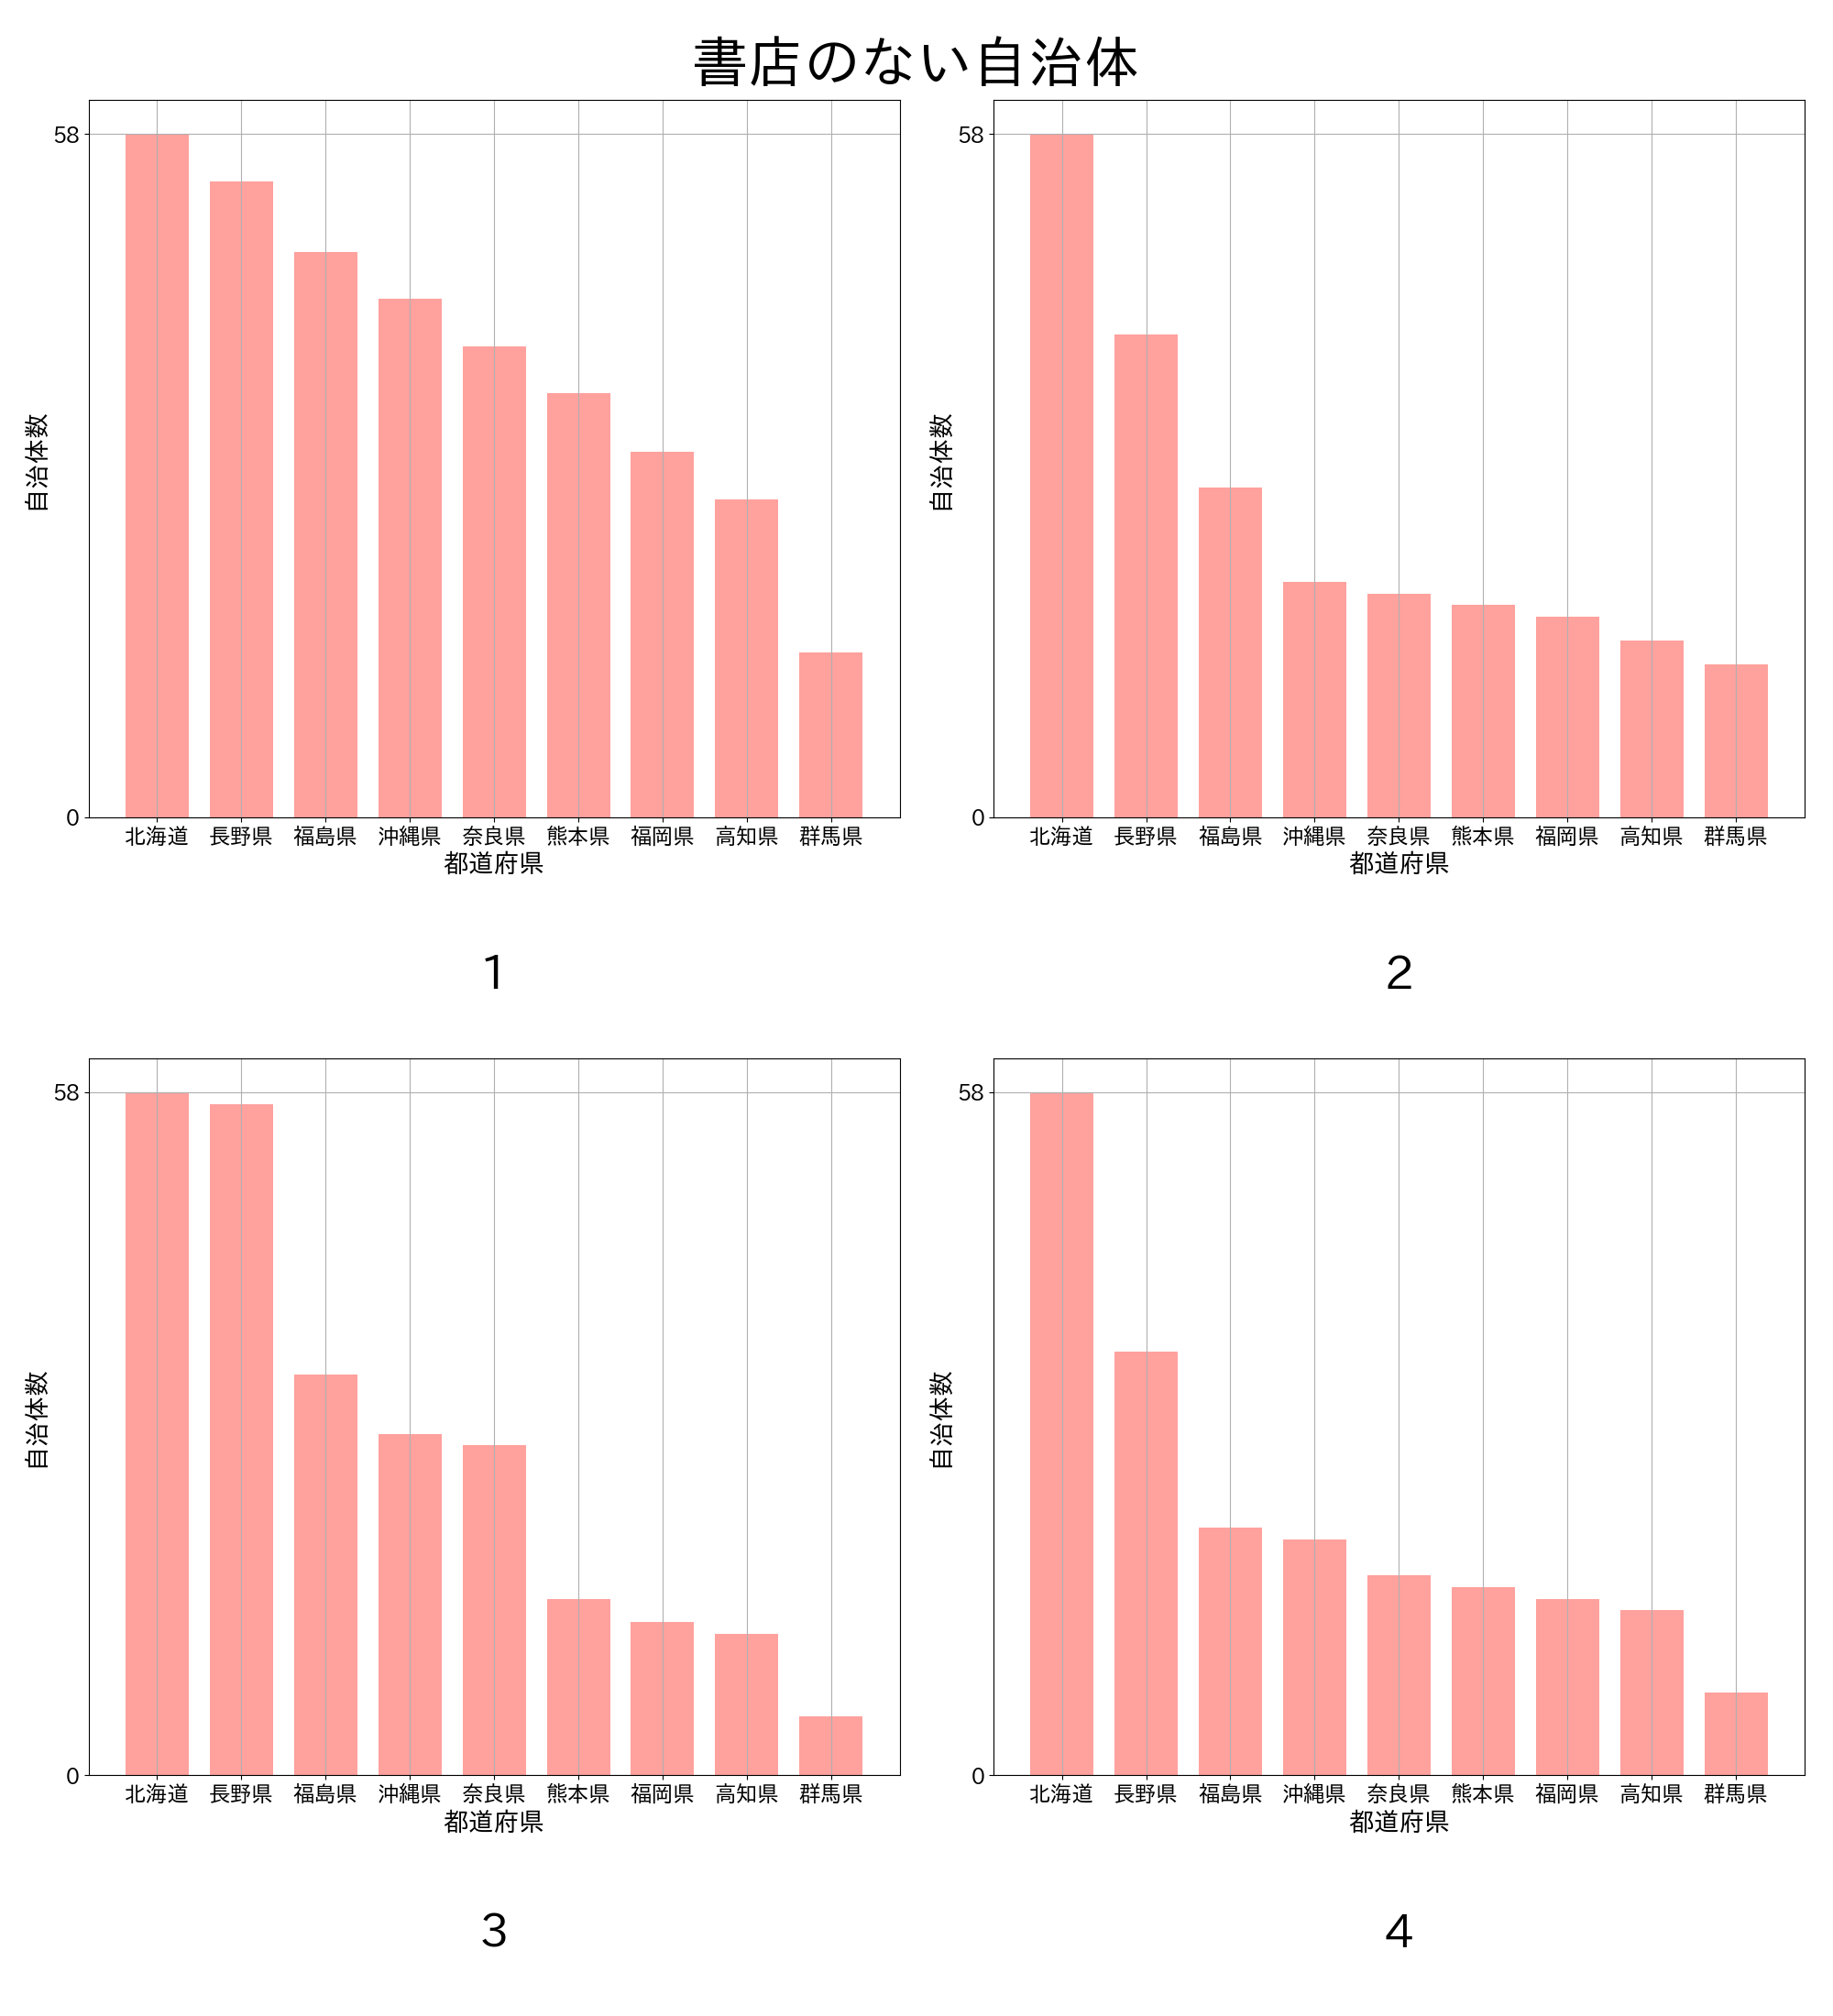 書店のない自治体
58
0
自治体数
北海道 長野県 福島県 沖縄県 奈良県 熊本県 福岡県 高知県 群馬県
都道府県
1
58
0
自治体数
北海道 長野県 福島県 沖縄県 奈良県 熊本県 福岡県 高知県 群馬県
都道府県
2
58
0
自治体数
北海道 長野県 福島県 沖縄県 奈良県 熊本県 福岡県 高知県 群馬県
都道府県
3
58
0
自治体数
北海道 長野県 福島県 沖縄県 奈良県 熊本県 福岡県 高知県 群馬県
都道府県
4